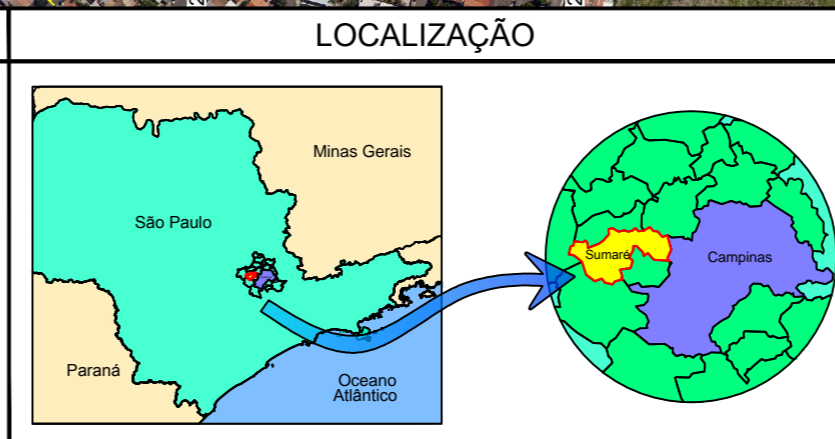 LOCALIZAÇÃO
Minas Gerais
São Paulo
Paraná
Oceano
Atlântico
Sumaré
Campinas